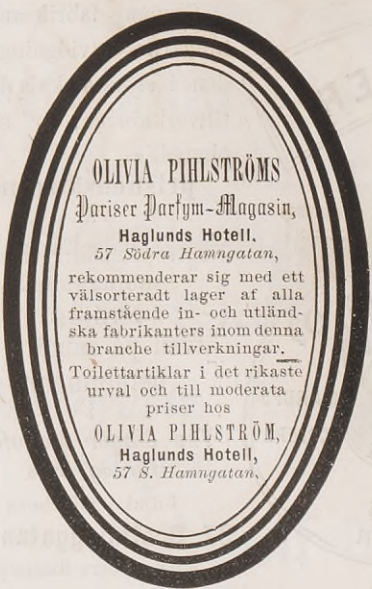 OLIVIA PIHLSTRÖMS
Pariser Parfym-Magasin,
Haglunds Hotell.
57 Södra Hamngatan,
rekommenderar sig med ett
välsorteradt lager af alla
framstående in- och utländ-
ska fabrikanters inom denna
branche tillverkningar.
Toilettartiklar i det rikaste
urval och till moderata
priser hos
OLIVIA PIHLSTRÖM,
Haglunds Hotell,
57 S. Hamngatan,